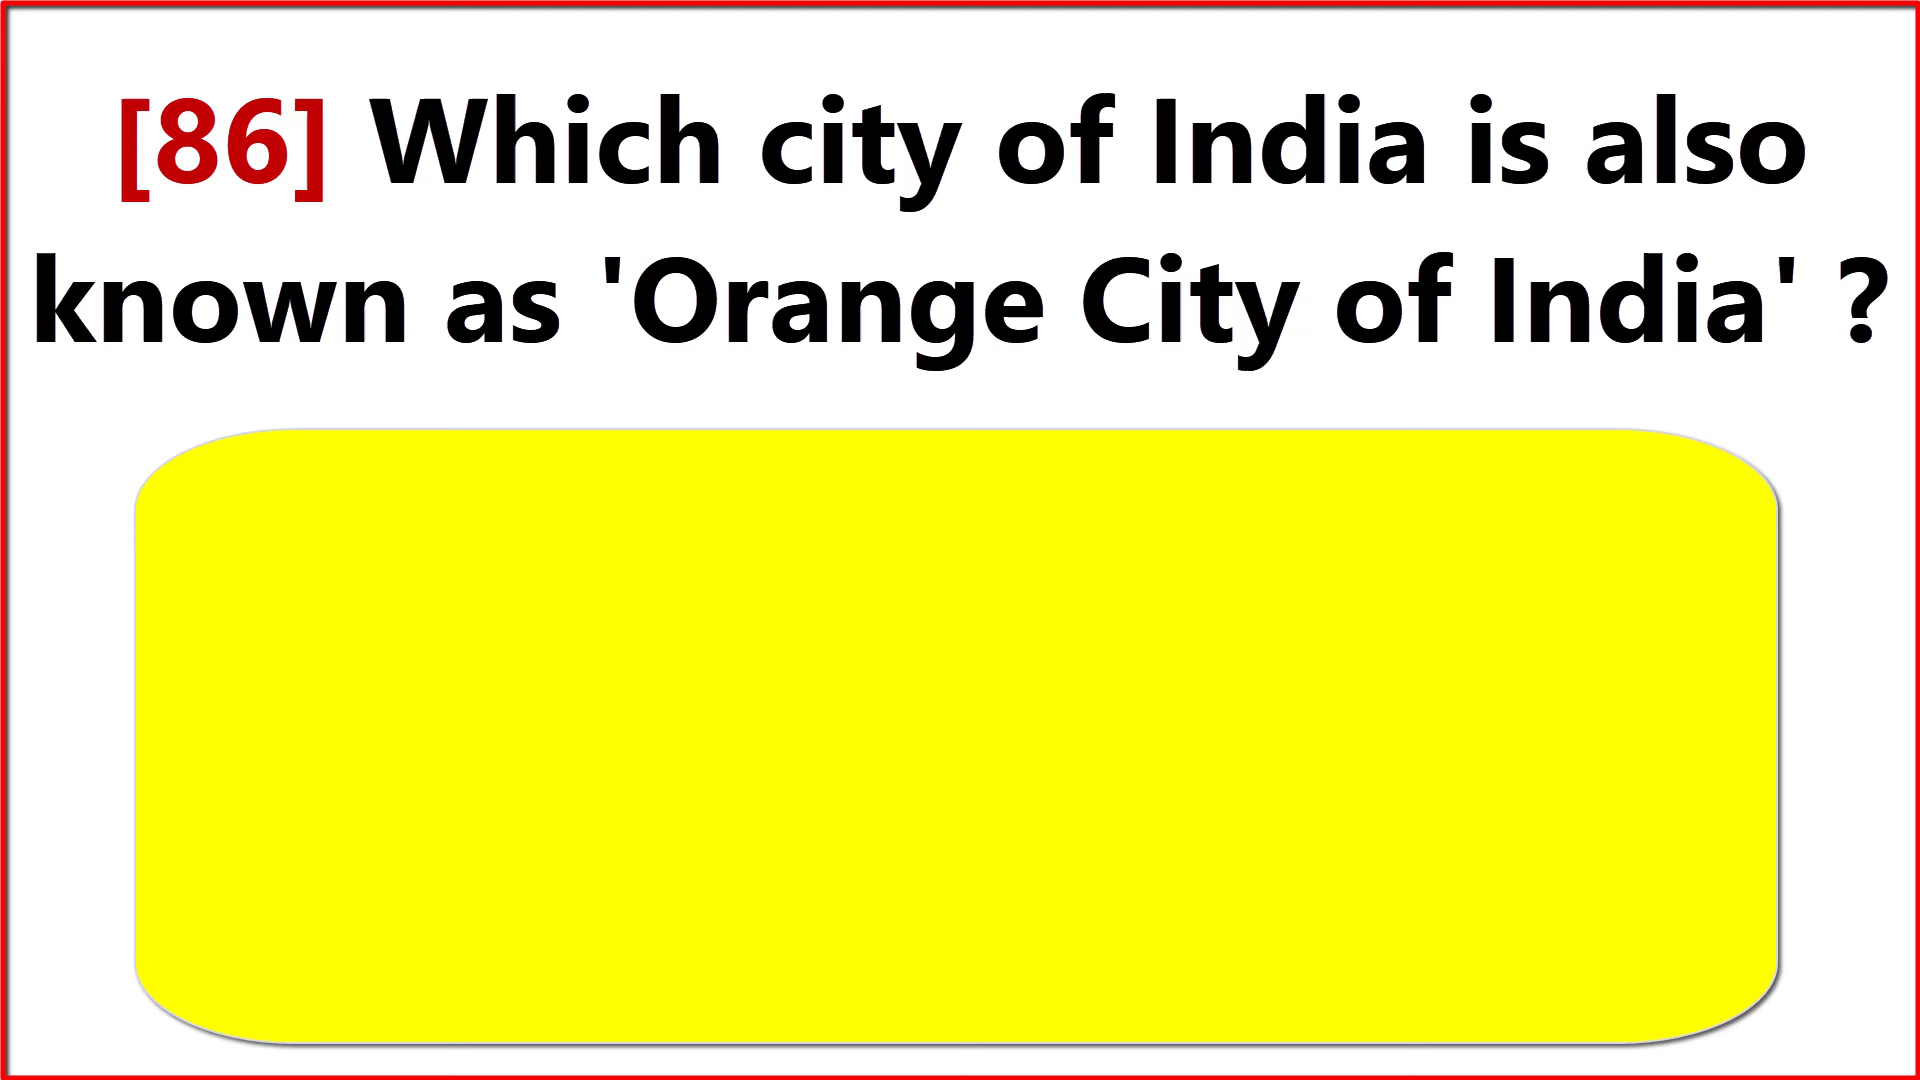 [86] Which city of India is also
known as 'Orange City of India' ?